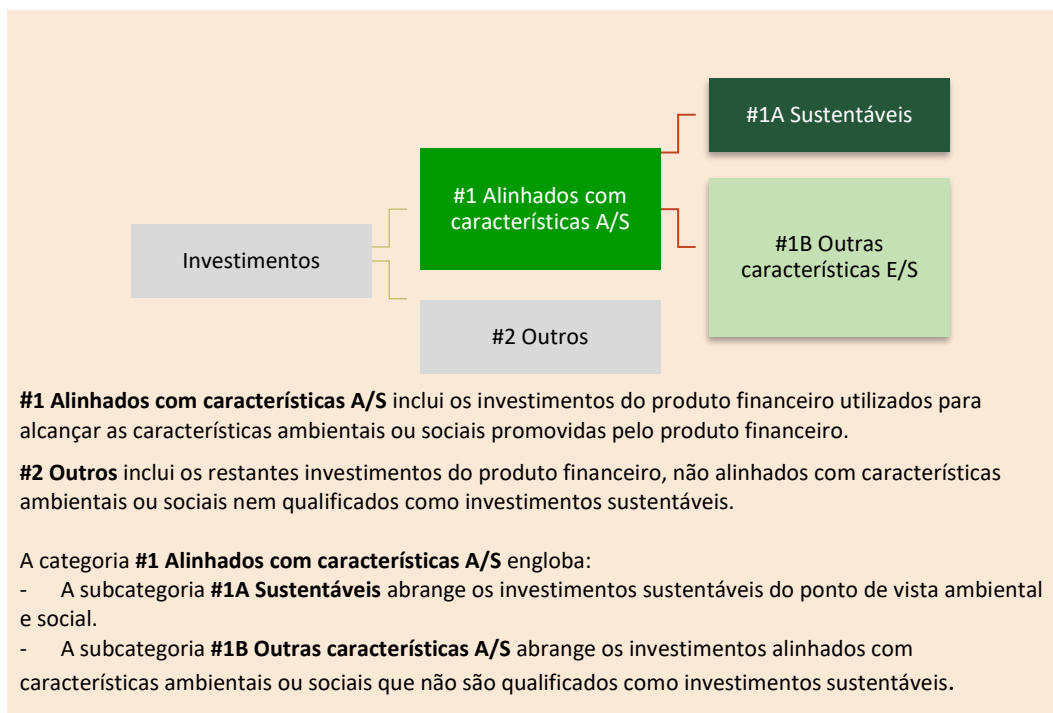 #1A Sustentáveis
#1 Alinhados com
características A/S
#1B Outras
características E/S
Investimentos
#2 Outros
#1 Alinhados com características A/S inclui os investimentos do produto financeiro utilizados para
alcançar as características ambientais ou sociais promovidas pelo produto financeiro.
#2 Outros inclui os restantes investimentos do produto financeiro, não alinhados com características
ambientais ou sociais nem qualificados como investimentos sustentáveis.
A categoria #1 Alinhados com características A/S engloba:
- A subcategoria #1A Sustentáveis abrange os investimentos sustentáveis do ponto de vista ambiental
e social.
- A subcategoria #1B Outras características A/S abrange os investimentos alinhados com
características ambientais ou sociais que não são qualificados como investimentos sustentáveis.